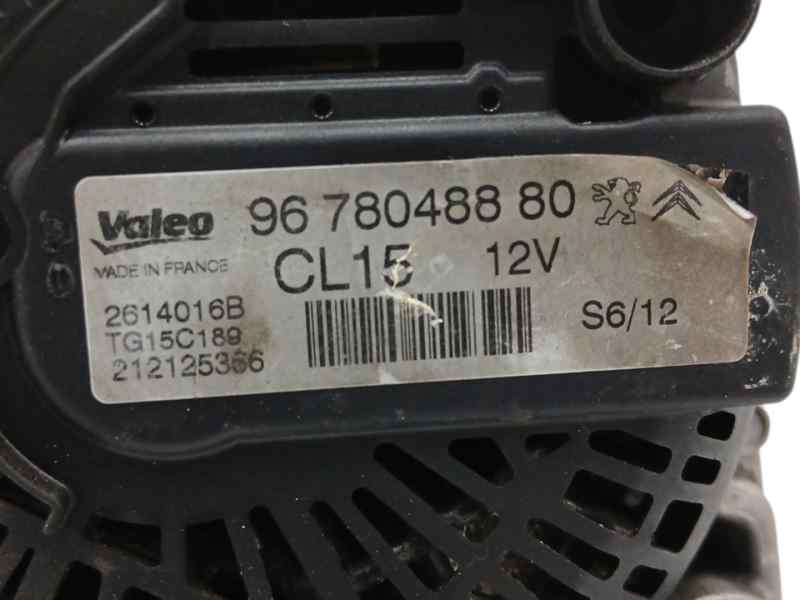 Valeo 96 780488 80
MADE IN FRANCE CL15 12V
2614016B
TG15C189
212125366
S6/12